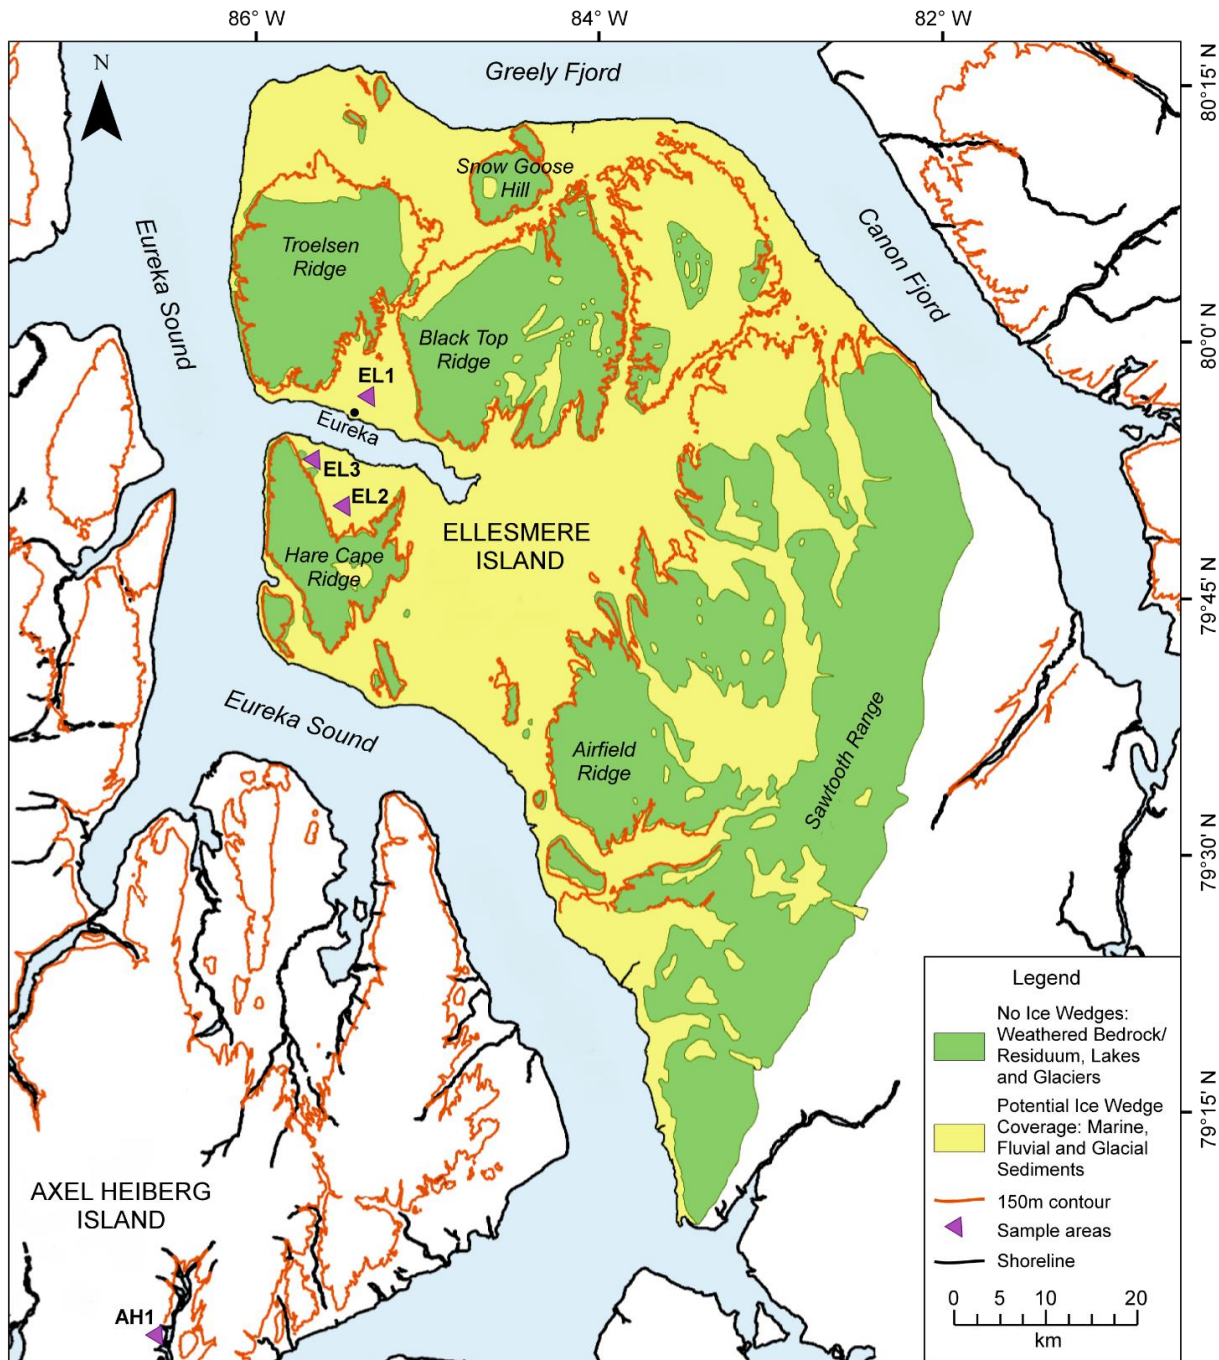 86° W
84° W
82° W
N
Greely Fjord
80°15' N
Snow Goose
Hill
Eureka Sound
Troelsen
Ridge
Canon Fjord
80°0' N
Black Top
Ridge
EL1
Eureka
EL3
EL2
ELLESMERE
ISLAND
Hare Cape
Ridge
79°45' N
Eureka Sound
Airfield
Ridge
Sawtooth Range
79°30' N
Legend
No Ice Wedges:
Weathered Bedrock/
Residuum, Lakes
and Glaciers
Potential Ice Wedge
Coverage: Marine,
Fluvial and Glacial
Sediments
150m contour
Sample areas
Shoreline
0 5 10 20
km
79°15' N
AXEL HEIBERG
ISLAND
AH1